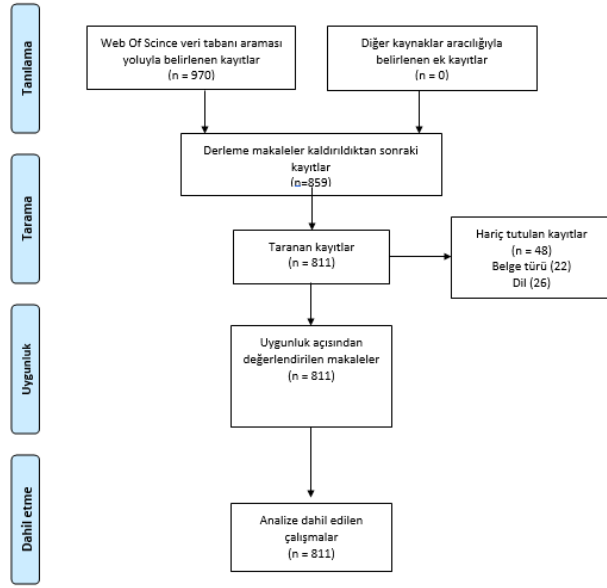 Tanılama
Web Of Scince veri tabanı araması
yoluyla belirlenen kayıtlar
(n = 970)
Diğer kaynaklar aracılığıyla
belirlenen ek kayıtlar
(n = 0)
Derleme makaleler kaldırıldıktan sonraki
kayıtlar
(n=859)
Tarama
Taranan kayıtlar
(n = 811)
Hariç tutulan kayıtlar
(n = 48)
Belge türü (22)
Dil (26)
Uygunluk
Uygunluk açısından
değerlendirilen makaleler
(n = 811)
Dahil etme
Analize dahil edilen
çalışmalar
(n = 811)